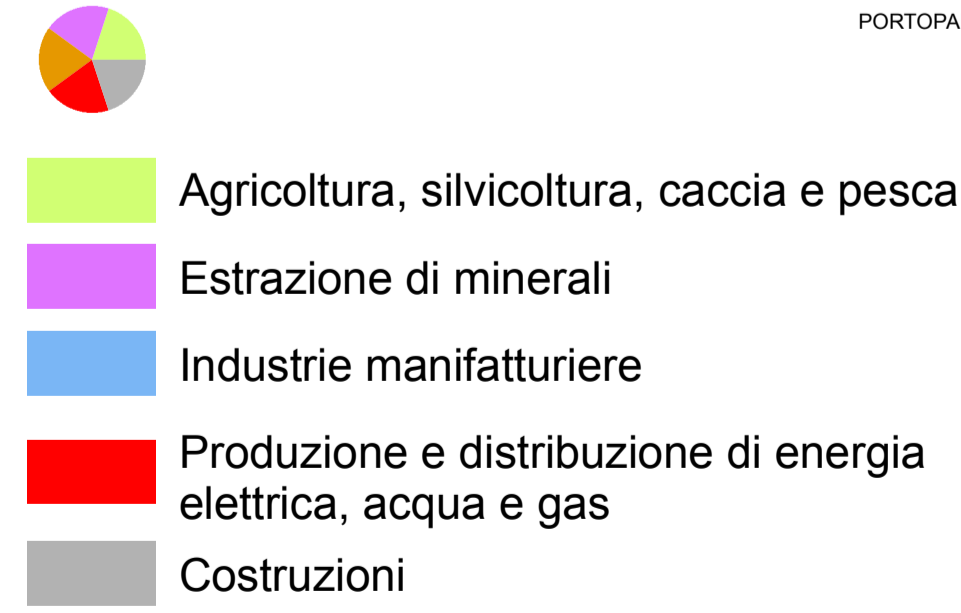 PORTOPA
Agricoltura, silvicoltura, caccia e pesca
Estrazione di minerali
Industrie manifatturiere
Produzione e distribuzione di energia
elettrica, acqua e gas
Costruzioni